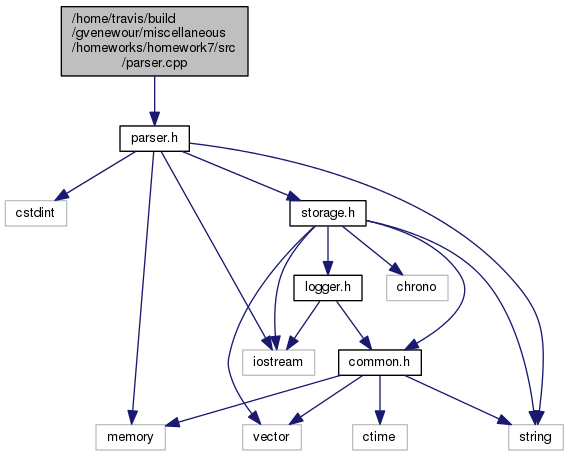 /home/travis/build
/gvenewour/miscellaneous
/homeworks/homework7/src
/parser.cpp
parser.h
cstdint
storage.h
logger.h
chrono
iostream
common.h
memory
vector
ctime
string